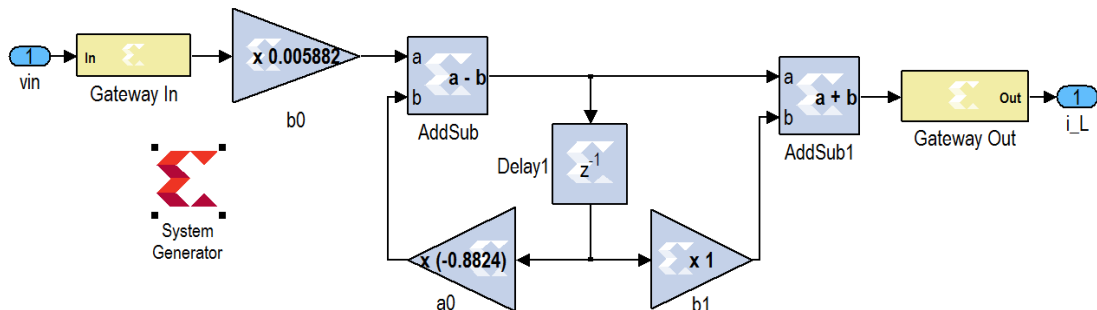 1
vin
In
Gateway In
x 0.005882
b0
a
b
a - b
AddSub
a
b
a + b
AddSub1
Out
Gateway Out
1
i_L
Delay1
z-1
System
Generator
x (-0.8824)
a0
x 1
b1